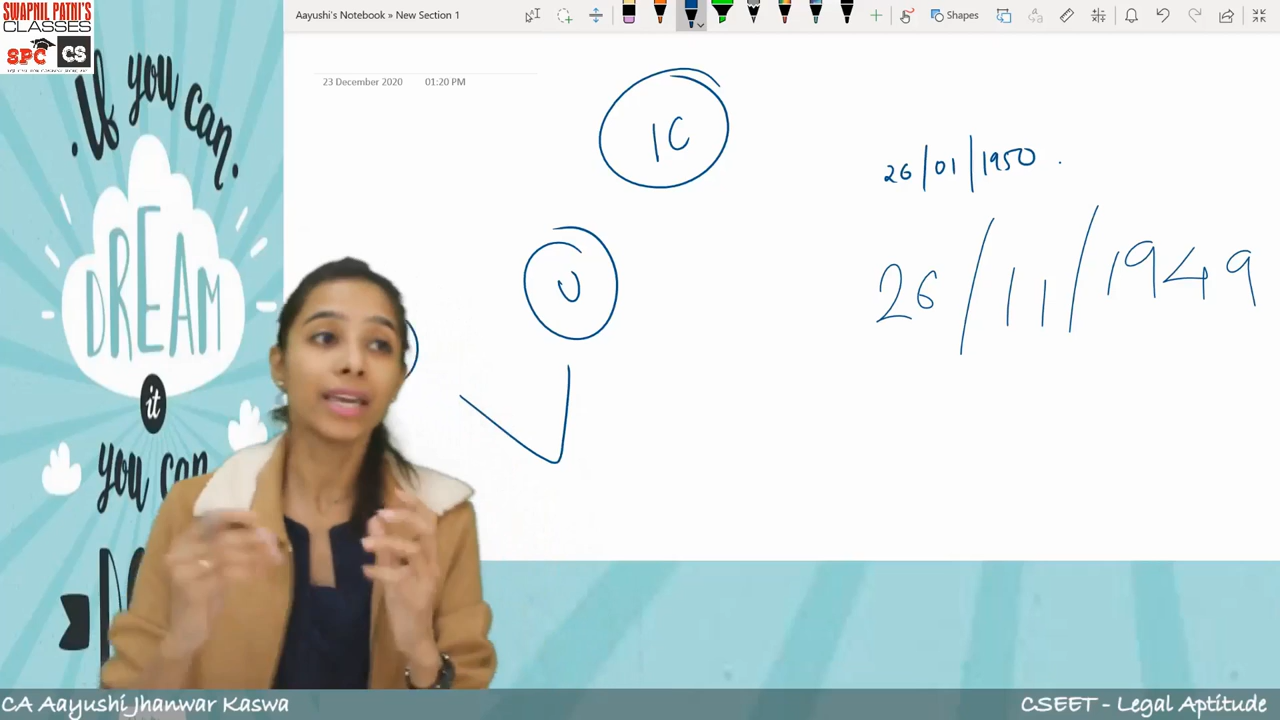 SWAPNIL PATNI'S
CLASSES
SPC CS
Aayushi's Notebook » New Section 1
Shapes
23 December 2020 01:20 PM
IC
26/01/1950.
26/11/1949
U
.If you can.
DREAM
it
you can
CA Aayushi Jhanwar Kaswa
CSEET - Legal Aptitude